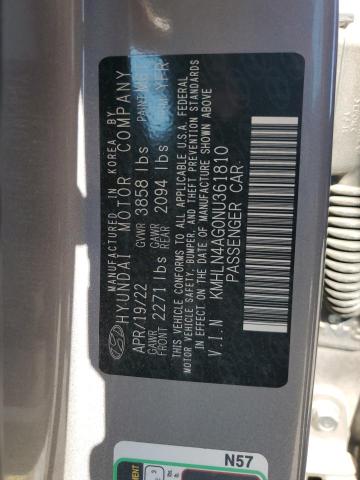 MANUFACTURED IN KOREA BY
HYUNDAI MOTOR COMPANY
APR/19/22 GVWR 3858 lbs PAINT
GAWR FRONT 2271 lbs GAWR REAR 2094 lbs YFR
THIS VEHICLE CONFORMS TO ALL APPLICABLE U.S.A. FEDERAL
MOTOR VEHICLE SAFETY, BUMPER, AND THEFT PREVENTION STANDARDS
IN EFFECT ON THE DATE OF MANUFACTURE SHOWN ABOVE.
V.I.N KMHLN4AG0NU361810
PASSENGER CAR
N57